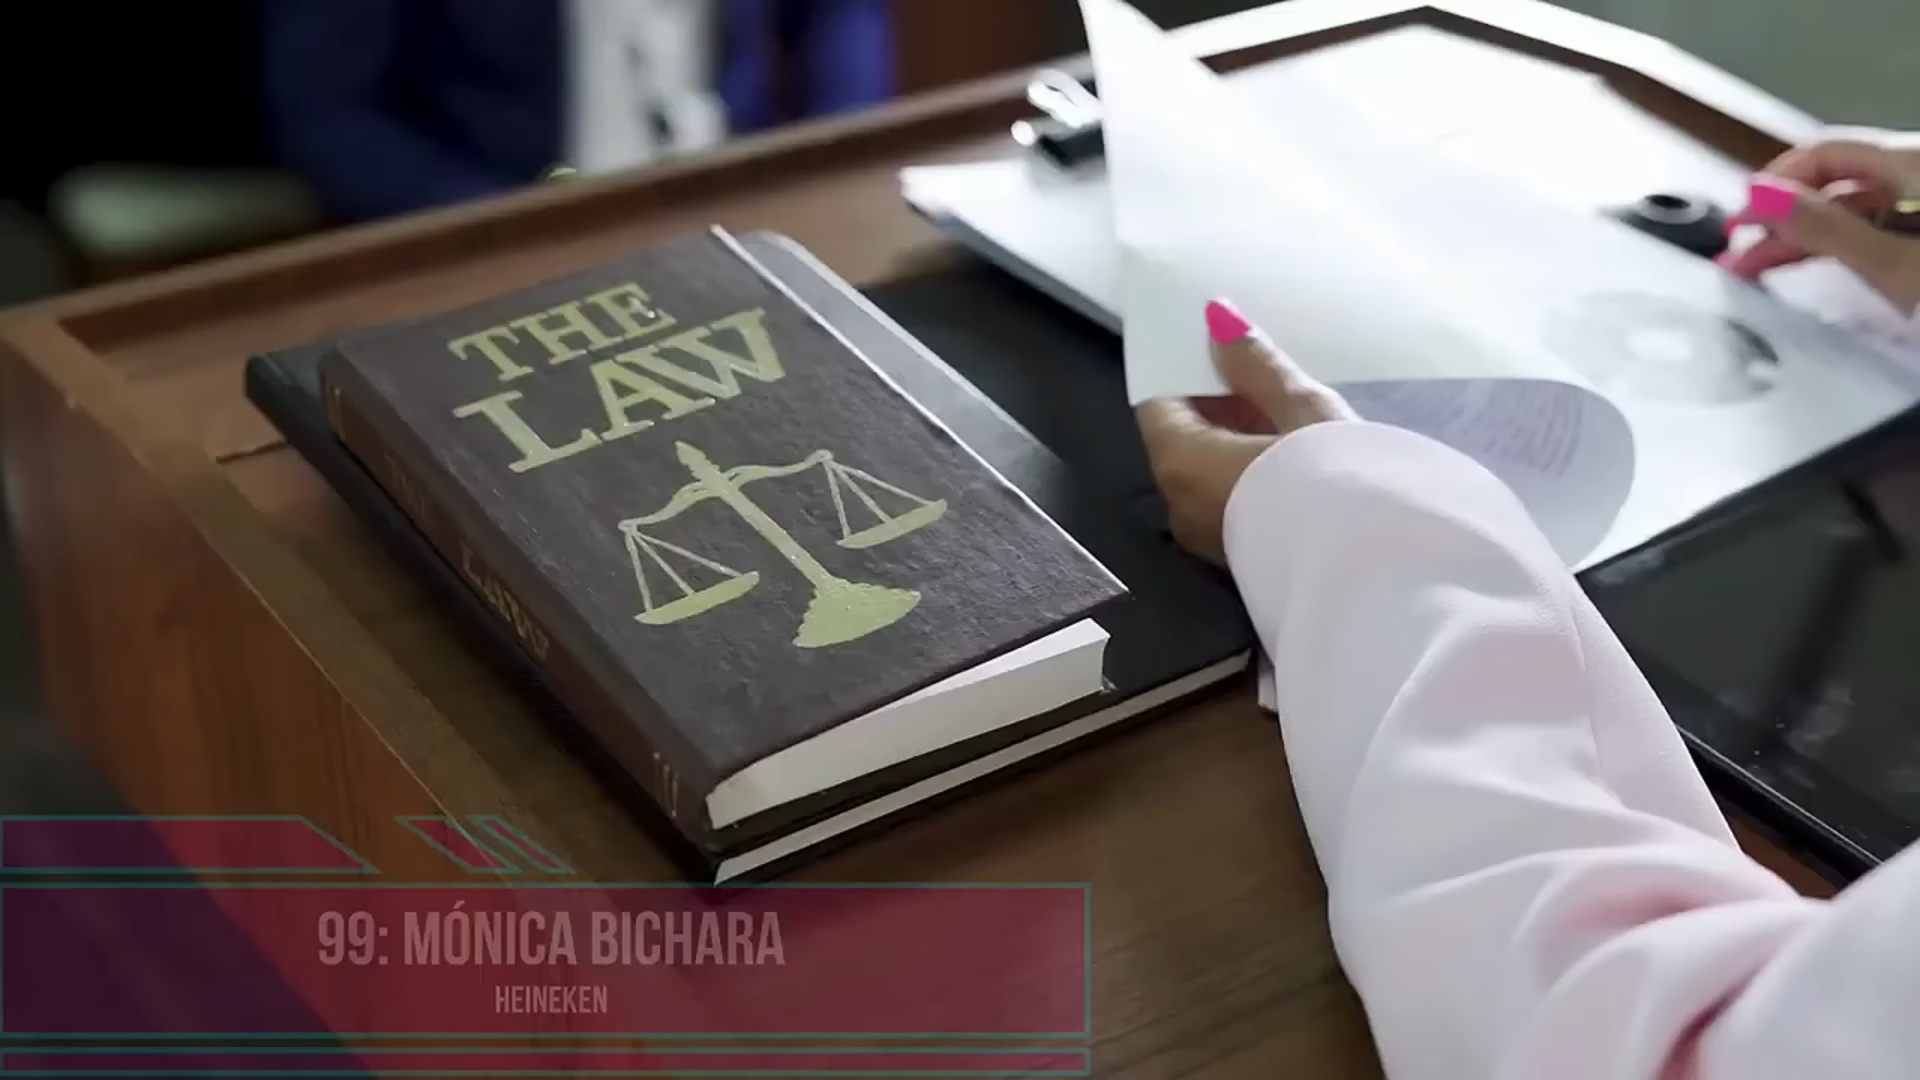 THE
LAW
99: MÓNICA BICHARA
HEINEKEN